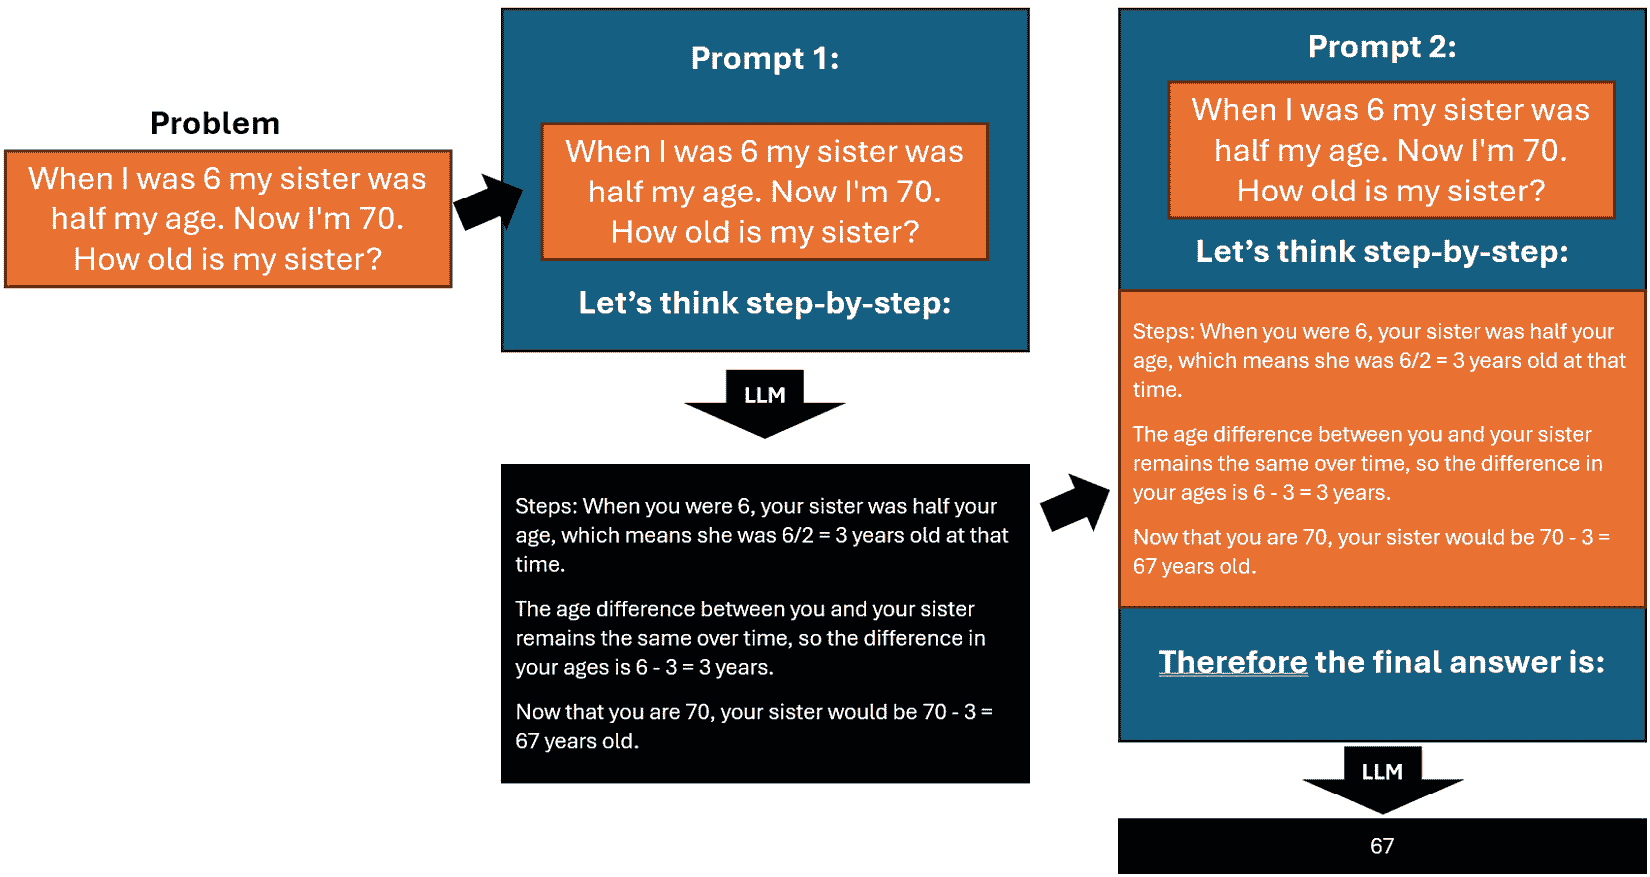 Problem
When I was 6 my sister was
half my age. Now I'm 70.
How old is my sister?
Prompt 1:
When I was 6 my sister was
half my age. Now I'm 70.
How old is my sister?
Let's think step-by-step:
LLM
Steps: When you were 6, your sister was half your
age, which means she was 6/2 = 3 years old at that
time.
The age difference between you and your sister
remains the same over time, so the difference in
your ages is 6 - 3 = 3 years.
Now that you are 70, your sister would be 70 - 3 =
67 years old.
Prompt 2:
When I was 6 my sister was
half my age. Now I'm 70.
How old is my sister?
Let's think step-by-step:
Steps: When you were 6, your sister was half your
age, which means she was 6/2 = 3 years old at that
time.
The age difference between you and your sister
remains the same over time, so the difference in
your ages is 6 - 3 = 3 years.
Now that you are 70, your sister would be 70 - 3 =
67 years old.
Therefore the final answer is:
LLM
67